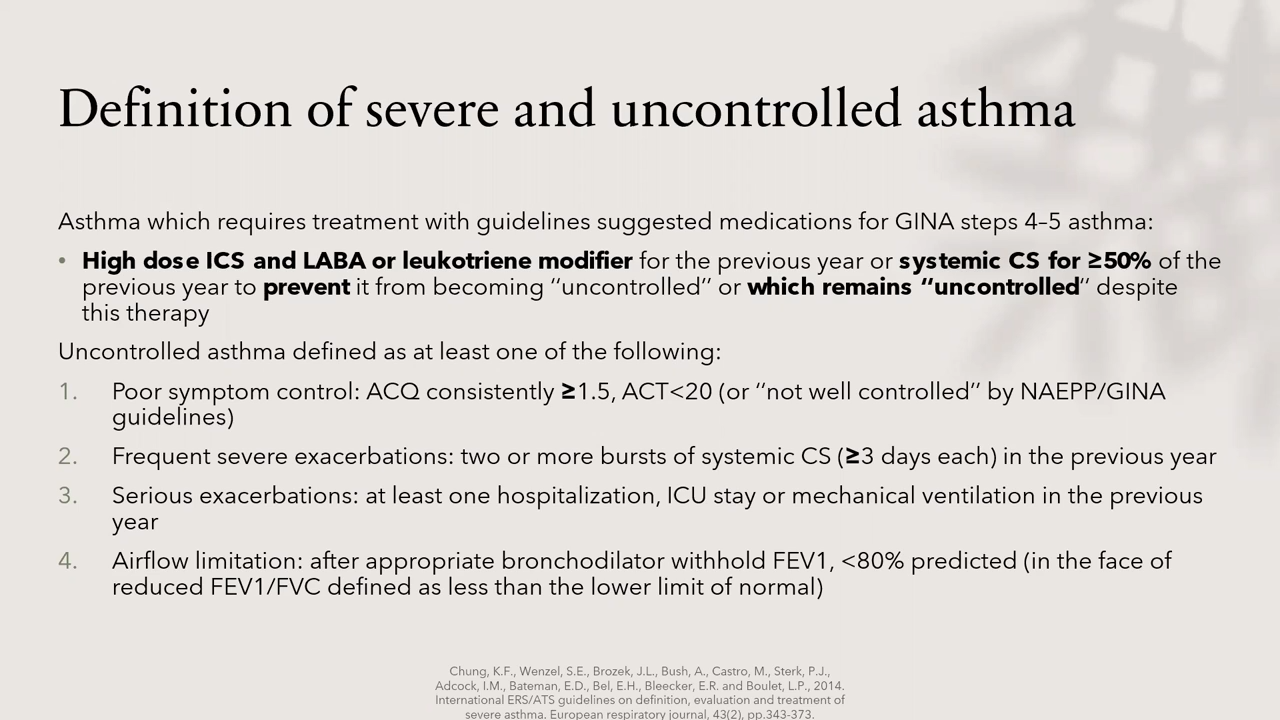 Definition of severe and uncontrolled asthma
Asthma which requires treatment with guidelines suggested medications for GINA steps 4–5 asthma:
• High dose ICS and LABA or leukotriene modifier for the previous year or systemic CS for ≥50% of the
previous year to prevent it from becoming ‘‘uncontrolled’’ or which remains ‘‘uncontrolled’’ despite
this therapy
Uncontrolled asthma defined as at least one of the following:
1. Poor symptom control: ACQ consistently ≥1.5, ACT<20 (or ‘‘not well controlled’’ by NAEPP/GINA
guidelines)
2. Frequent severe exacerbations: two or more bursts of systemic CS (≥3 days each) in the previous year
3. Serious exacerbations: at least one hospitalization, ICU stay or mechanical ventilation in the previous
year
4. Airflow limitation: after appropriate bronchodilator withhold FEV1, <80% predicted (in the face of
reduced FEV1/FVC defined as less than the lower limit of normal)
Chung, K.F., Wenzel, S.E., Brozek, J.L., Bush, A., Castro, M., Sterk, P.J.,
Adcock, I.M., Bateman, E.D., Bel, E.H., Bleecker, E.R. and Boulet, L.P., 2014.
International ERS/ATS guidelines on definition, evaluation and treatment of
severe asthma. European respiratory journal, 43(2), pp.343-373.